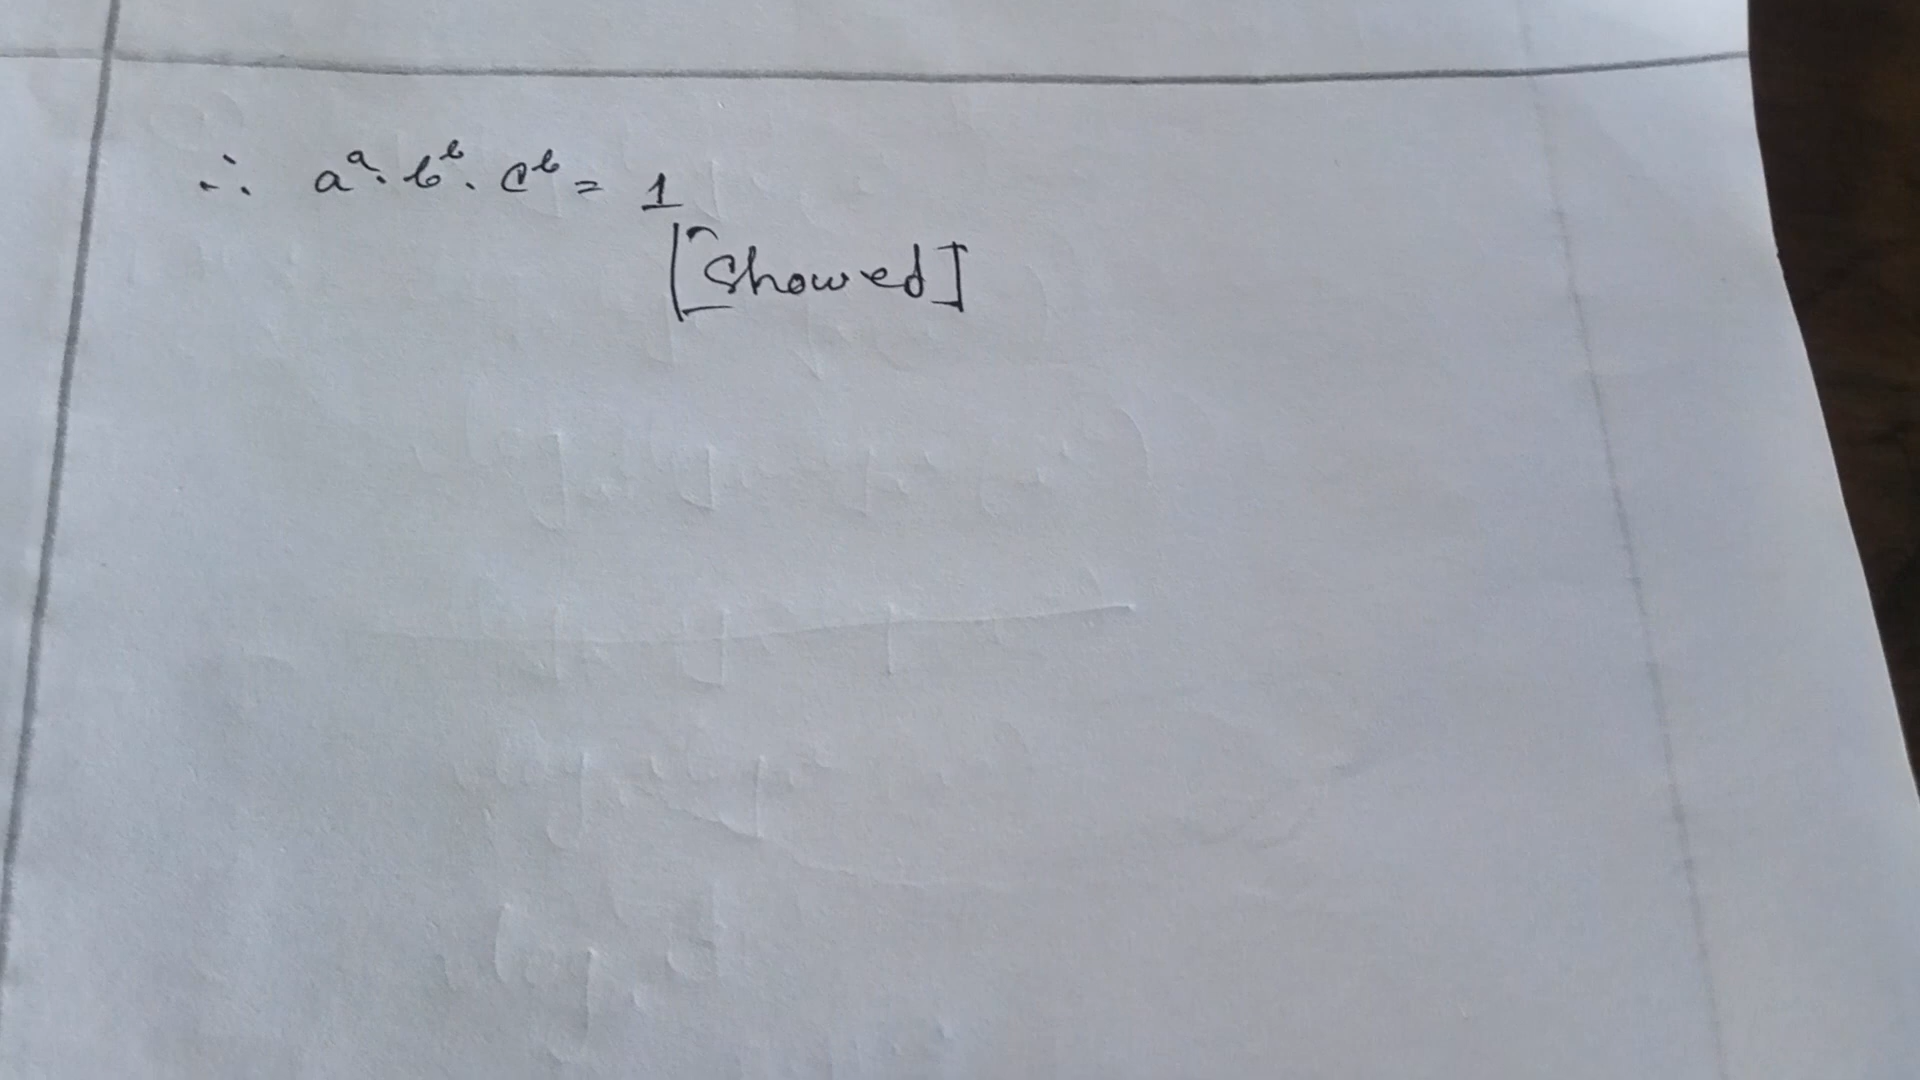 ∴ a^a. b^b. c^b = 1
[Showed]